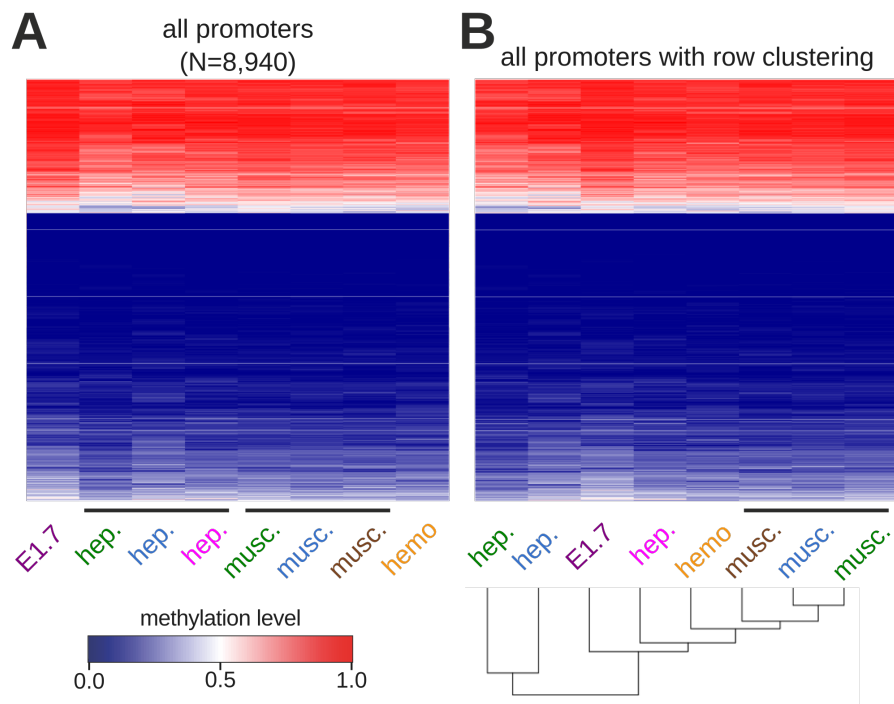 A
all promoters
(N=8,940)
E1.7
hep.
hep.
hep.
musc.
musc.
musc.
hemo
methylation level
0.0
0.5
1.0
B
all promoters with row clustering
hep.
hep.
E1.7
hep.
hemo
musc.
musc.
musc.